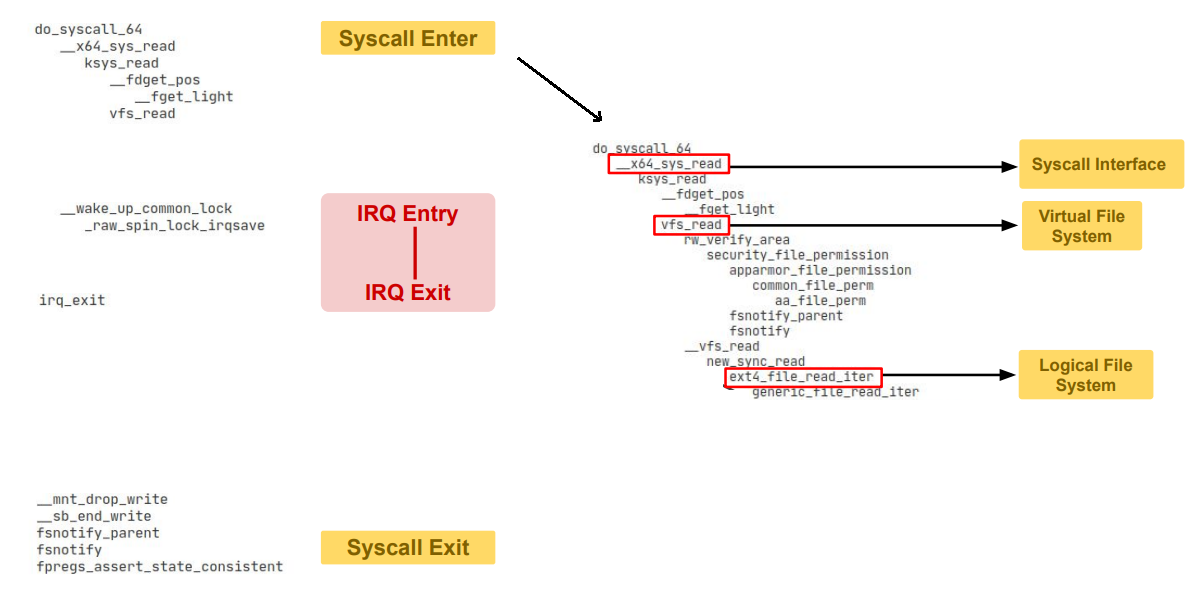 do_syscall_64
__x64_sys_read
ksys_read
__fdget_pos
__fget_light
vfs_read
Syscall Enter
__wake_up_common_lock
_raw_spin_lock_irqsave
irq_exit
IRQ Entry
IRQ Exit
__mnt_drop_write
__sb_end_write
fsnotify_parent
fsnotify
fpregs_assert_state_consistent
Syscall Exit
do_syscall_64
__x64_sys_read
ksys_read
__fdget_pos
__fget_light
vfs_read
rw_verify_area
security_file_permission
apparmor_file_permission
common_file_perm
aa_file_perm
fsnotify_parent
fsnotify
__vfs_read
new_sync_read
ext4_file_read_iter
generic_file_read_iter
Syscall Interface
Virtual File
System
Logical File
System